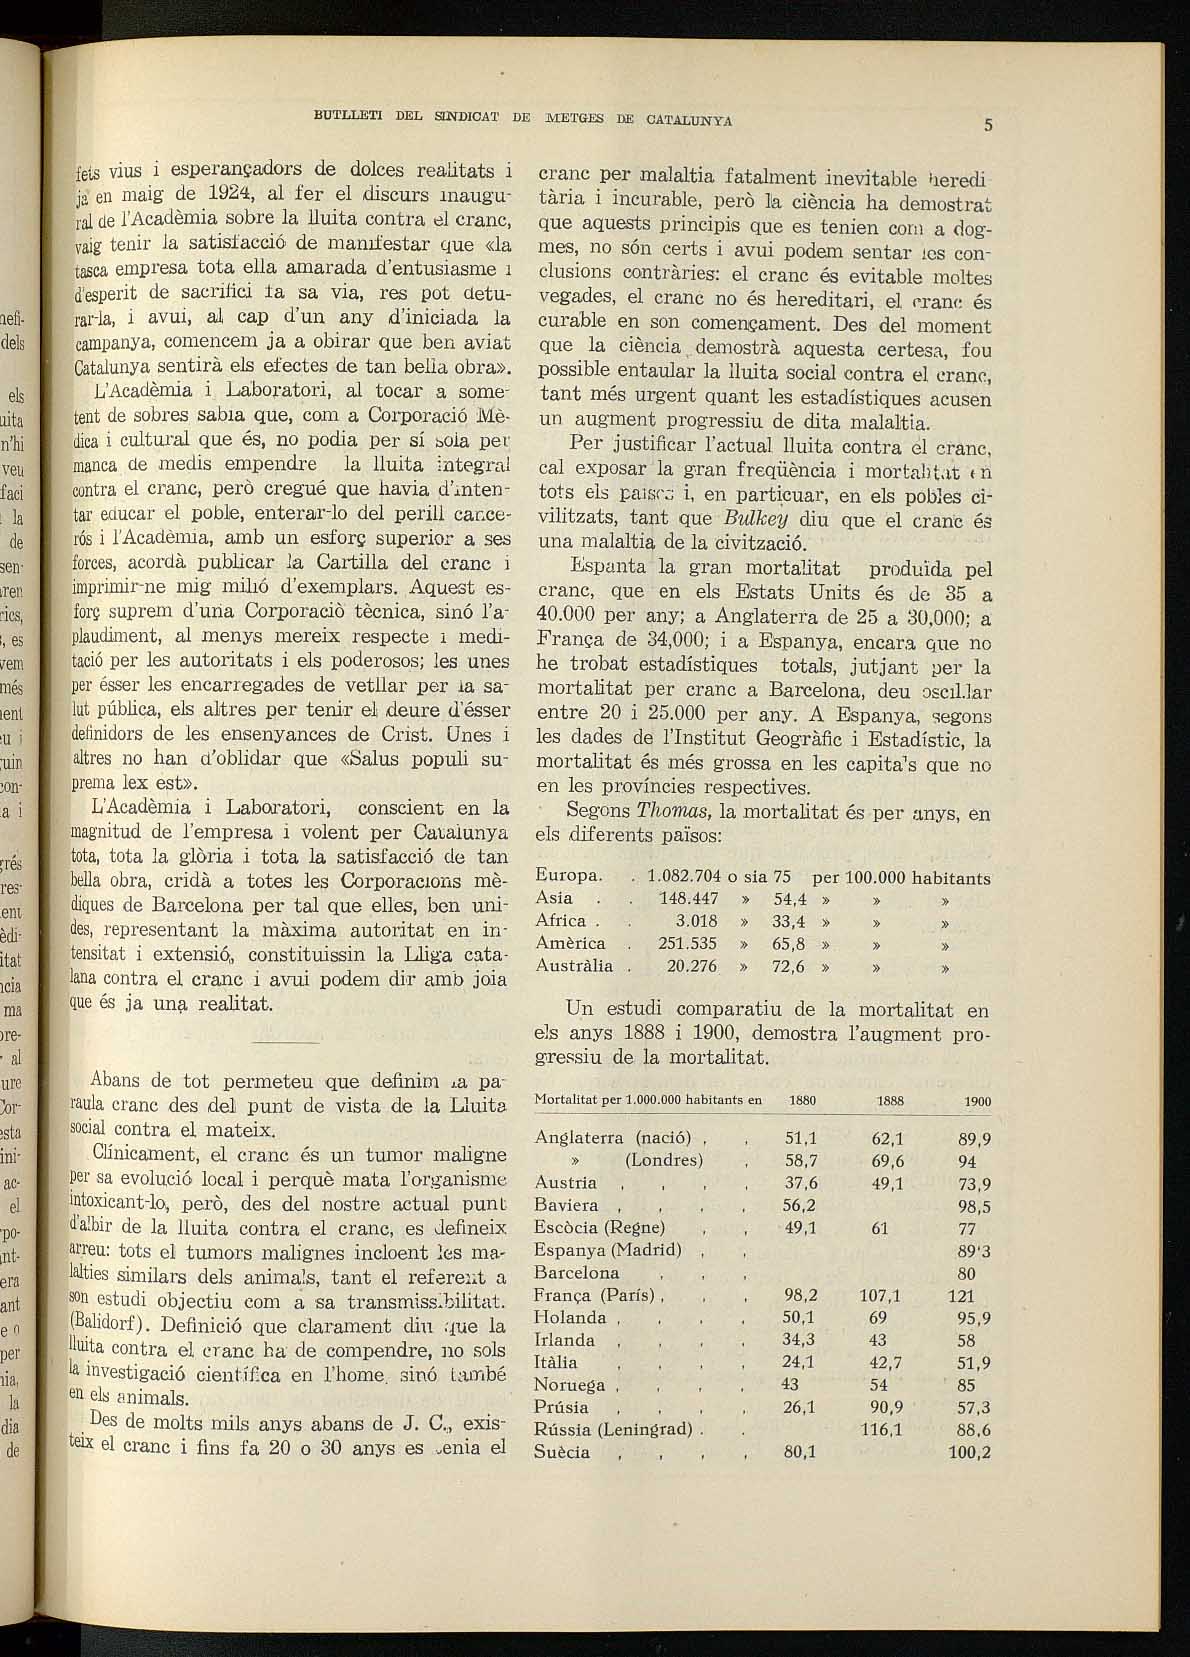 BUTLLETI DEL SINDICAT DE METGES DE CATALUNYA
5
fets vius i esperançadors de dolces realitats i
ja en maig de 1924, al fer el discurs inaugu-
ral de l'Acadèmia sobre la lluita contra el cranc,
vaig tenir la satisfacció de manifestar que «la
tasca empresa tota ella amarada d'entusiasme i
d'esperit de sacrifici fa sa via, res pot detu-
rar-la, i avui, al cap d'un any d'iniciada la
campanya, comencem ja a obirar que ben aviat
Catalunya sentirà els efectes de tan bella obra».
L'Acadèmia i Laboratori, al tocar a some-
tent de sobres sabia que, com a Corporació Mè-
dica i cultural que és, no podia per sí sola per
manca de medis empendre la lluita integral
contra el cranc, però cregué que havia d'inten-
tar educar el poble, enterar-lo del perill cance-
rós i l'Acadèmia, amb un esforç superior a ses
forces, acordà publicar la Cartilla del cranc i
imprimir-ne mig milió d'exemplars. Aquest es-
forç suprem d'una Corporaciò tècnica, sinó l'a-
plaudiment, al menys mereix respecte i medi-
tació per les autoritats i els poderosos; les unes
per ésser les encarregades de vetllar per la sa-
lut pública, els altres per tenir el deure d'ésser
definidors de les ensenyances de Crist. Unes i
altres no han d'oblidar que «Salus populi su-
prema lex est».
L'Acadèmia i Laboratori, conscient en la
magnitud de l'empresa i volent per Catalunya
tota, tota la glòria i tota la satisfacció de tan
bella obra, cridà a totes les Corporacions mè-
diques de Barcelona per tal que elles, ben uni-
des, representant la màxima autoritat en in-
tensitat i extensió, constituissin la Lliga cata-
lana contra el cranc i avui podem dir amb joia
que és ja una realitat.
Abans de tot permeteu que definim la pa-
raula cranc des del punt de vista de la Lluita
social contra el mateix.
Clínicament, el cranc és un tumor maligne
per sa evolució local i perquè mata l'organisme
intoxicant-lo, però, des del nostre actual punt
d'albir de la lluita contra el cranc, es defineix
arreu: tots el tumors malignes incloent les ma-
lalties similars dels animals, tant el referent a
son estudi objectiu com a sa transmissibilitat.
(Balidorf). Definició que clarament diu que la
lluita contra el cranc ha de compendre, no sols
la investigació científica en l'home, sinó també
en els animals.
Des de molts mils anys abans de J. C., exis-
teix el cranc i fins fa 20 o 30 anys es tenia el
cranc per malaltia fatalment inevitable heredi
tària i incurable, però la ciència ha demostrat
que aquests principis que es tenien com a dog-
mes, no són certs i avui podem sentar les con-
clusions contràries: el cranc és evitable moltes
vegades, el cranc no és hereditari, el cranc és
curable en son començament. Des del moment
que la ciència demostrà aquesta certesa, fou
possible entaular la lluita social contra el cranc,
tant més urgent quant les estadístiques acusen
un augment progressiu de dita malaltia.
Per justificar l'actual lluita contra el cranc,
cal exposar la gran freqüència i mortalitat en
tots els països i, en particuar, en els pobles ci-
vilitzats, tant que Bulkey diu que el cranc és
una malaltia de la civització.
Espanta la gran mortalitat produïda pel
cranc, que en els Estats Units és de 35 a
40.000 per any; a Anglaterra de 25 a 30,000; a
França de 34,000; i a Espanya, encara que no
he trobat estadístiques totals, jutjant per la
mortalitat per cranc a Barcelona, deu oscil.lar
entre 20 i 25.000 per any. A Espanya, segons
les dades de l'Institut Geogràfic i Estadístic, la
mortalitat és més grossa en les capitals que no
en les províncies respectives.
Segons Thomas, la mortalitat és per anys, en
els diferents països:
Europa. . 1.082.704 o sia 75 per 100.000 habitants
Asia . . 148.447 » 54,4 » » »
Africa . . 3.018 » 33,4 » » »
Amèrica . 251.535 » 65,8 » » »
Austràlia . 20.276 » 72,6 » » »
Un estudi comparatiu de la mortalitat en
els anys 1888 i 1900, demostra l'augment pro-
gressiu de la mortalitat.
Mortalitat per 1.000.000 habitants en 1880 1888 1900
Anglaterra (nació) , , 51,1 62,1 89,9
» (Londres) , 58,7 69,6 94
Austria , , , , 37,6 49,1 73,9
Baviera , , , , 56,2 98,5
Escòcia (Regne) , , 49,1 61 77
Espanya (Madrid) , , 89'3
Barcelona , , , 80
França (París) , , , 98,2 107,1 121
Holanda , , , , 50,1 69 95,9
Irlanda , , , , 34,3 43 58
Itàlia , , , , 24,1 42,7 51,9
Noruega , , , , 43 54 85
Prúsia , , , , 26,1 90,9 57,3
Rússia (Leningrad) . . 116,1 88,6
Suècia , , , , 80,1 100,2
nefi-
dels
els
uita
n'hi
veu
faci
i la
de
sen-
rics,
, es
vem
més
ient
con-
a i
res-
ent
èdi-
itat
ncia
ma
al
ure
esta
ini-
ac-
el
int-
era
ant
per
la
dia
de